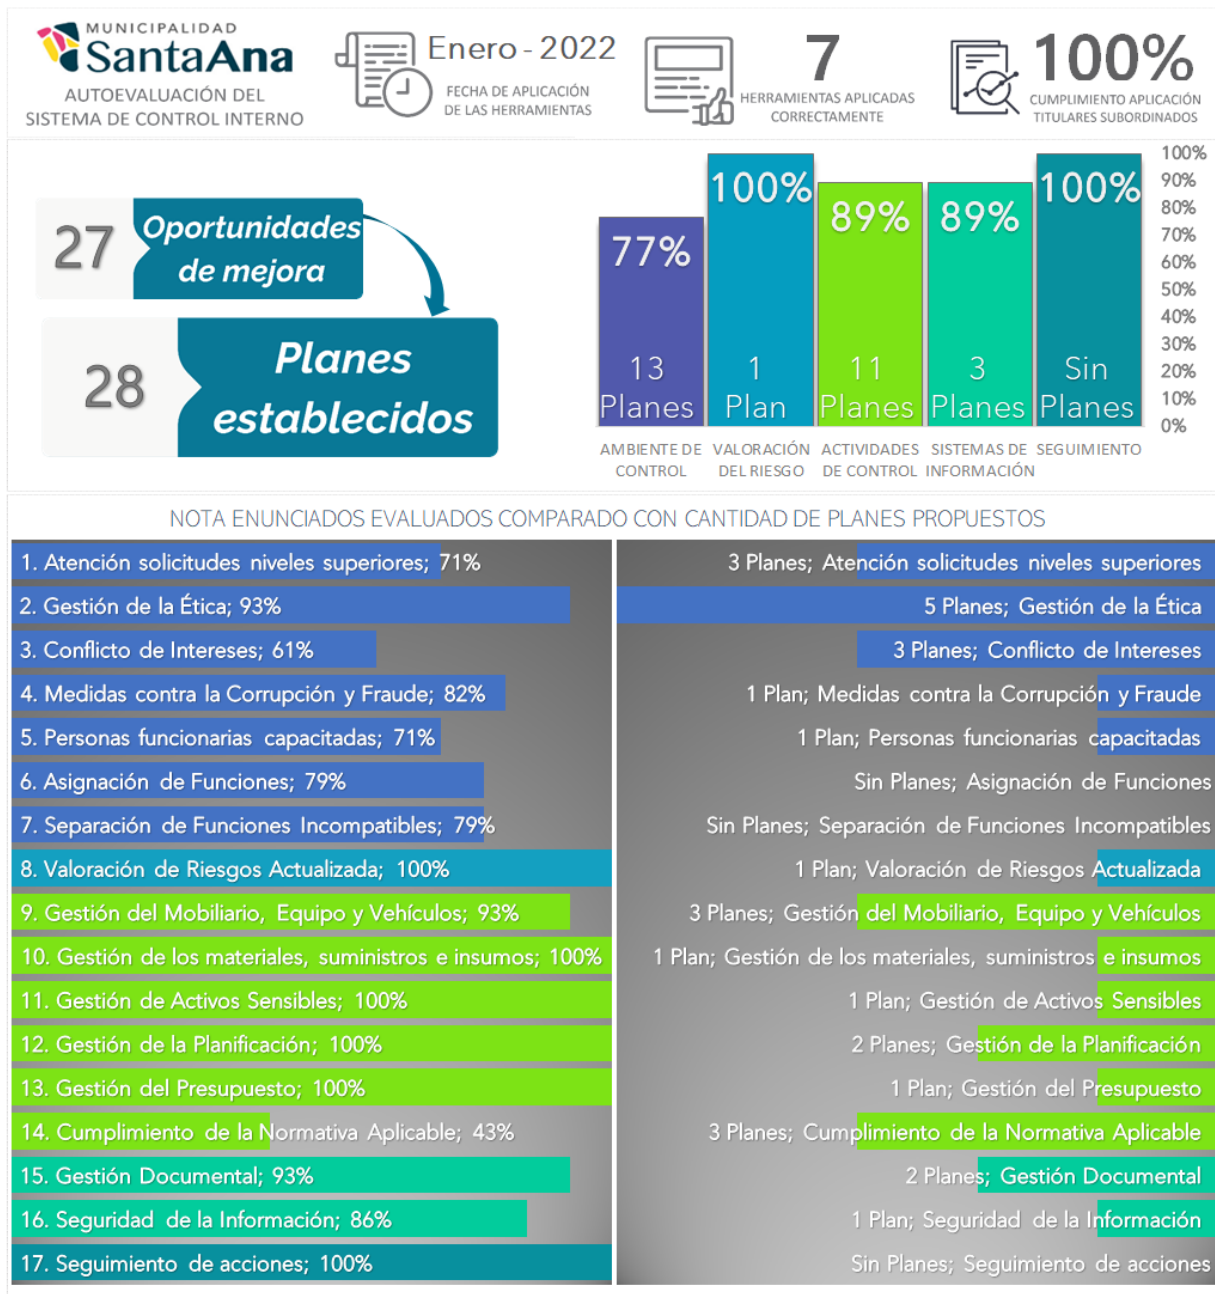 MUNICIPALIDAD
SantaAna
AUTOEVALUACIÓN DEL
SISTEMA DE CONTROL INTERNO
Enero - 2022
FECHA DE APLICACIÓN
DE LAS HERRAMIENTAS
7
HERRAMIENTAS APLICADAS
CORRECTAMENTE
100%
CUMPLIMIENTO APLICACIÓN
TITULARES SUBORDINADOS
27
Oportunidades
de mejora
28
Planes
establecidos
77%
100%
89%
89%
100%
13
Planes
1
Plan
11
Planes
3
Planes
Sin
Planes
100%
90%
80%
70%
60%
50%
40%
30%
20%
10%
0%
AMBIENTE DE
CONTROL
VALORACIÓN
DEL RIESGO
ACTIVIDADES
DE CONTROL
SISTEMAS DE
INFORMACIÓN
SEGUIMIENTO
NOTA ENUNCIADOS EVALUADOS COMPARADO CON CANTIDAD DE PLANES PROPUESTOS
1. Atención solicitudes niveles superiores; 71%
2. Gestión de la Ética; 93%
3. Conflicto de Intereses; 61%
4. Medidas contra la Corrupción y Fraude; 82%
5. Personas funcionarias capacitadas; 71%
6. Asignación de Funciones; 79%
7. Separación de Funciones Incompatibles; 79%
8. Valoración de Riesgos Actualizada; 100%
9. Gestión del Mobiliario, Equipo y Vehículos; 93%
10. Gestión de los materiales, suministros e insumos; 100%
11. Gestión de Activos Sensibles; 100%
12. Gestión de la Planificación; 100%
13. Gestión del Presupuesto; 100%
14. Cumplimiento de la Normativa Aplicable; 43%
15. Gestión Documental; 93%
16. Seguridad de la Información; 86%
17. Seguimiento de acciones; 100%
3 Planes; Atención solicitudes niveles superiores
5 Planes; Gestión de la Ética
3 Planes; Conflicto de Intereses
1 Plan; Medidas contra la Corrupción y Fraude
1 Plan; Personas funcionarias capacitadas
Sin Planes; Asignación de Funciones
Sin Planes; Separación de Funciones Incompatibles
1 Plan; Valoración de Riesgos Actualizada
3 Planes; Gestión del Mobiliario, Equipo y Vehículos
1 Plan; Gestión de los materiales, suministros e insumos
1 Plan; Gestión de Activos Sensibles
2 Planes; Gestión de la Planificación
1 Plan; Gestión del Presupuesto
3 Planes; Cumplimiento de la Normativa Aplicable
2 Planes; Gestión Documental
1 Plan; Seguridad de la Información
Sin Planes; Seguimiento de acciones